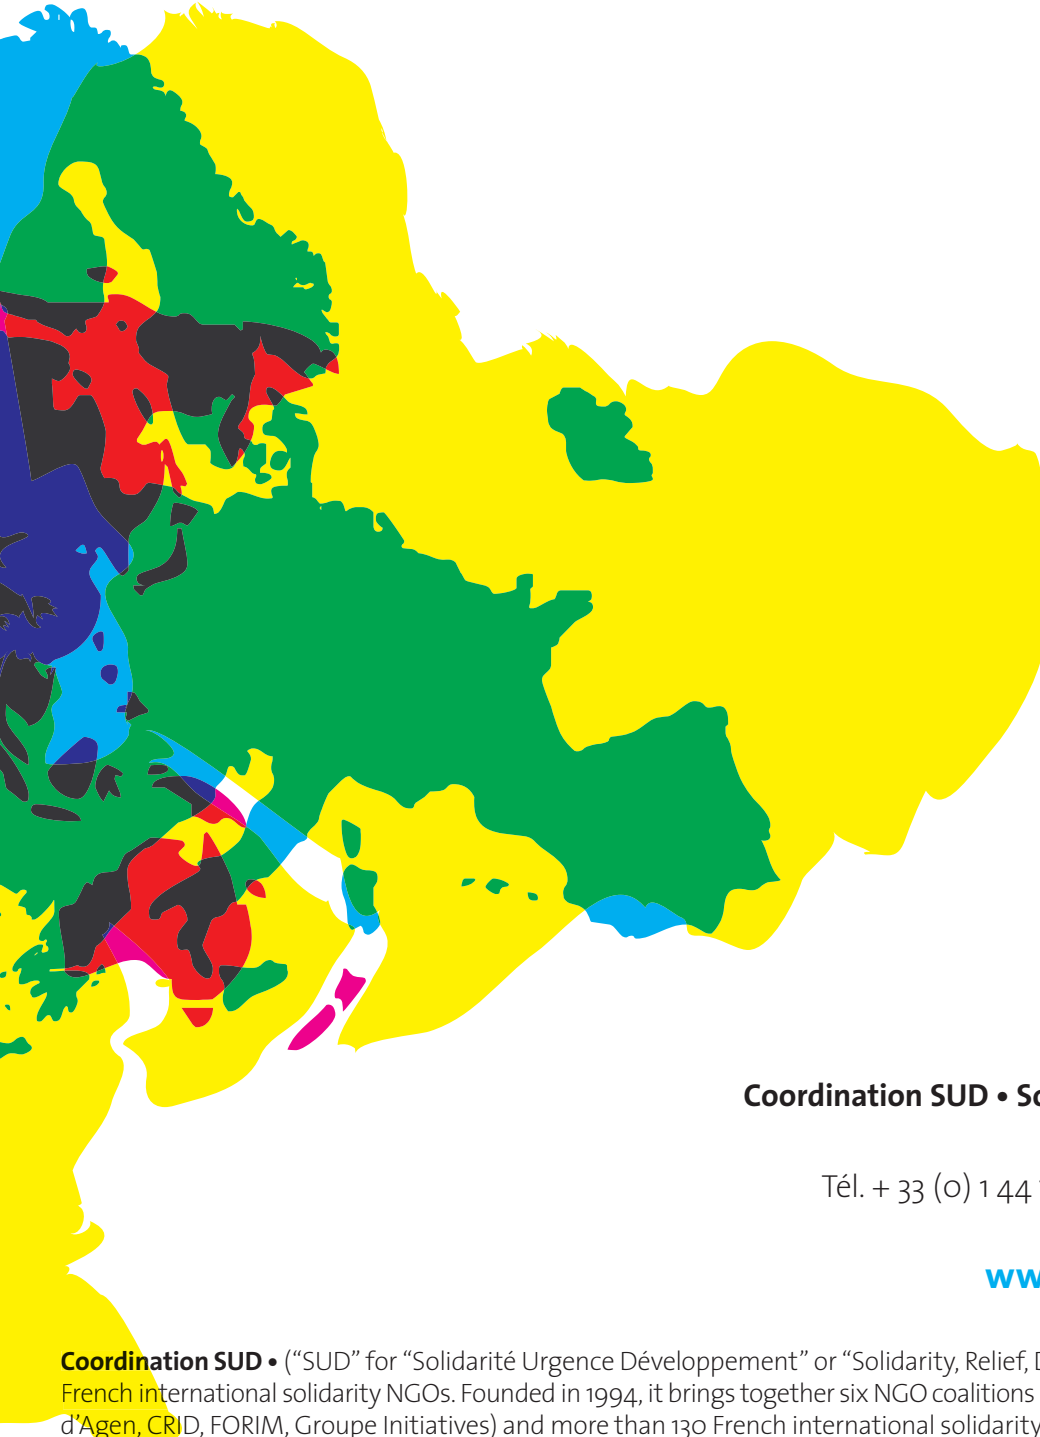 Coordination SUD •
Tél. + 33 (0) 1 44
Coordination SUD • (“SUD” for “Solidarité Urgence Développement” or “Solidarity, Relief,
French international solidarity NGOs. Founded in 1994, it brings together six NGO coalitions
d’Agen, CRID, FORIM, Groupe Initiatives) and more than 130 French international solidarity